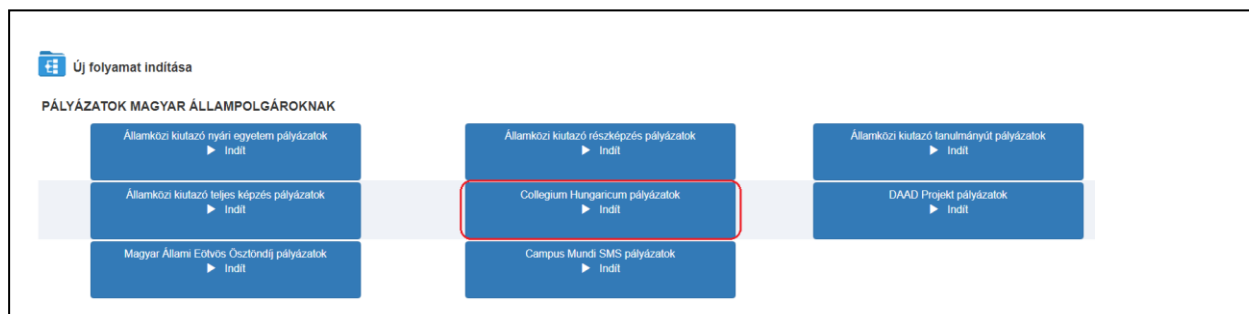 Új folyamat indítása
PÁLYÁZATOK MAGYAR ÁLLAMPOLGÁROKNAK
Államközi kiutazó nyári egyetem pályázatok
Indít
Államközi kiutazó részképzés pályázatok
Indít
Államközi kiutazó tanulmányút pályázatok
Indít
Államközi kiutazó teljes képzés pályázatok
Indít
Collegium Hungaricum pályázatok
Indít
DAAD Projekt pályázatok
Indít
Magyar Állami Eötvös Ösztöndíj pályázatok
Indít
Campus Mundi SMS pályázatok
Indít